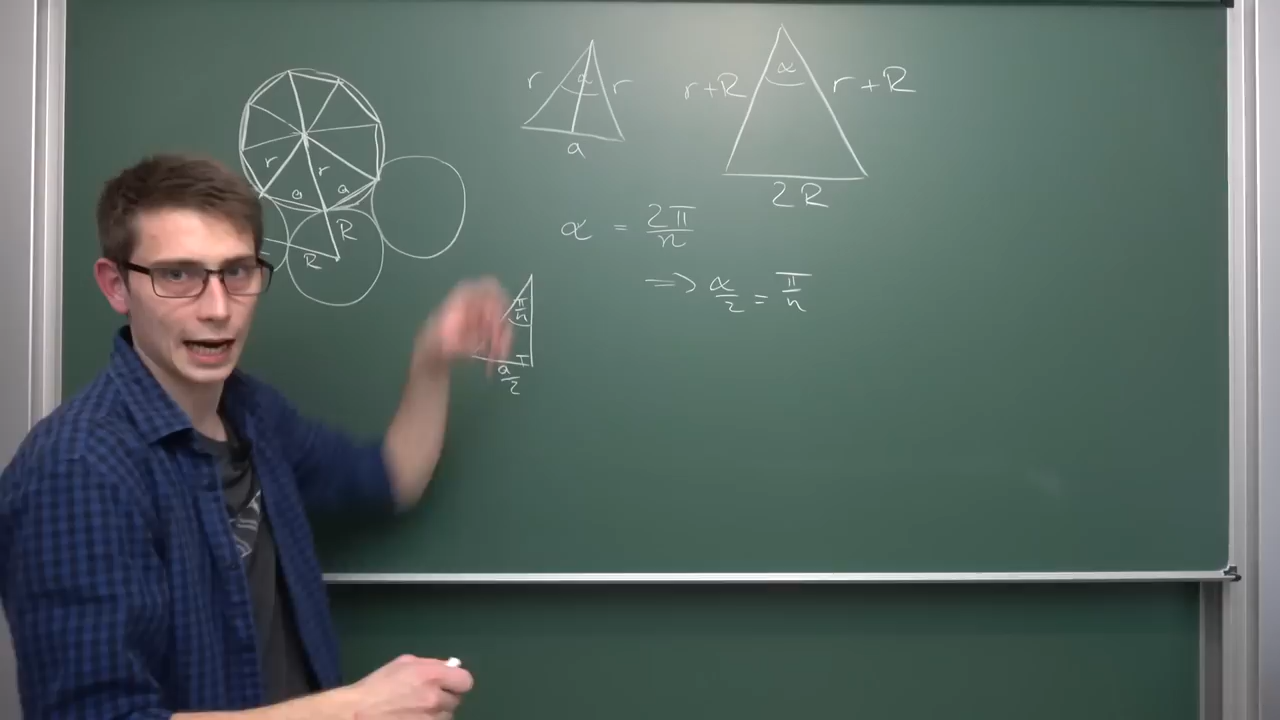 r r
a a
R
R
r α r
a
r+R α r+R
2R
α = 2π/n
=> α/2 = π/n
π/n
a/2